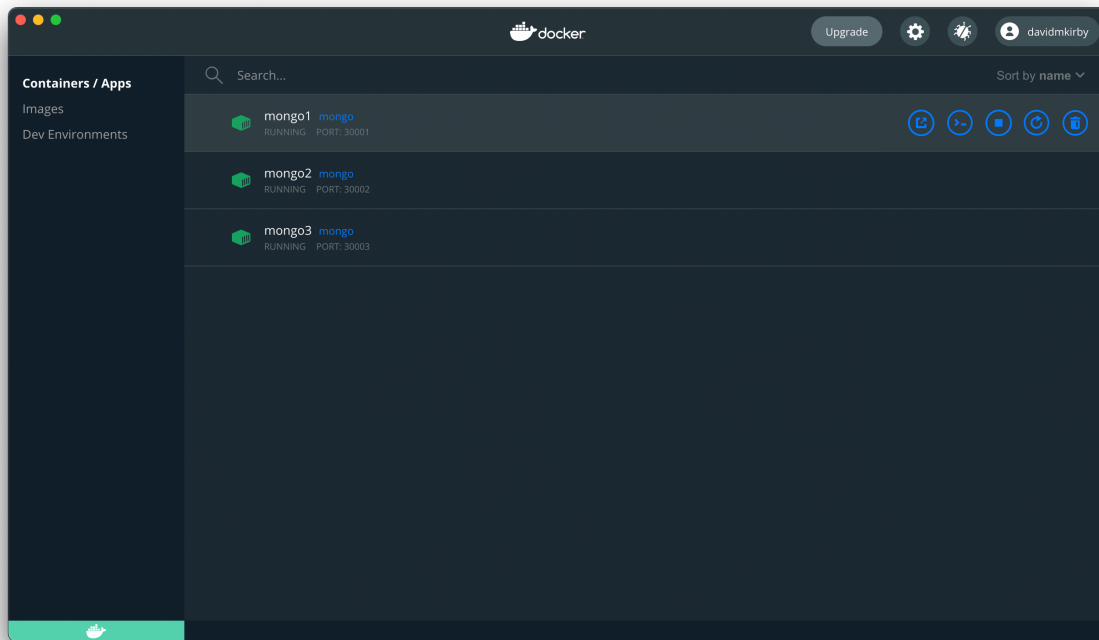 docker
Upgrade
davidmkirby
Containers / Apps
Images
Dev Environments
Search...
Sort by name
mongo1 mongo
RUNNING PORT: 30001
mongo2 mongo
RUNNING PORT: 30002
mongo3 mongo
RUNNING PORT: 30003